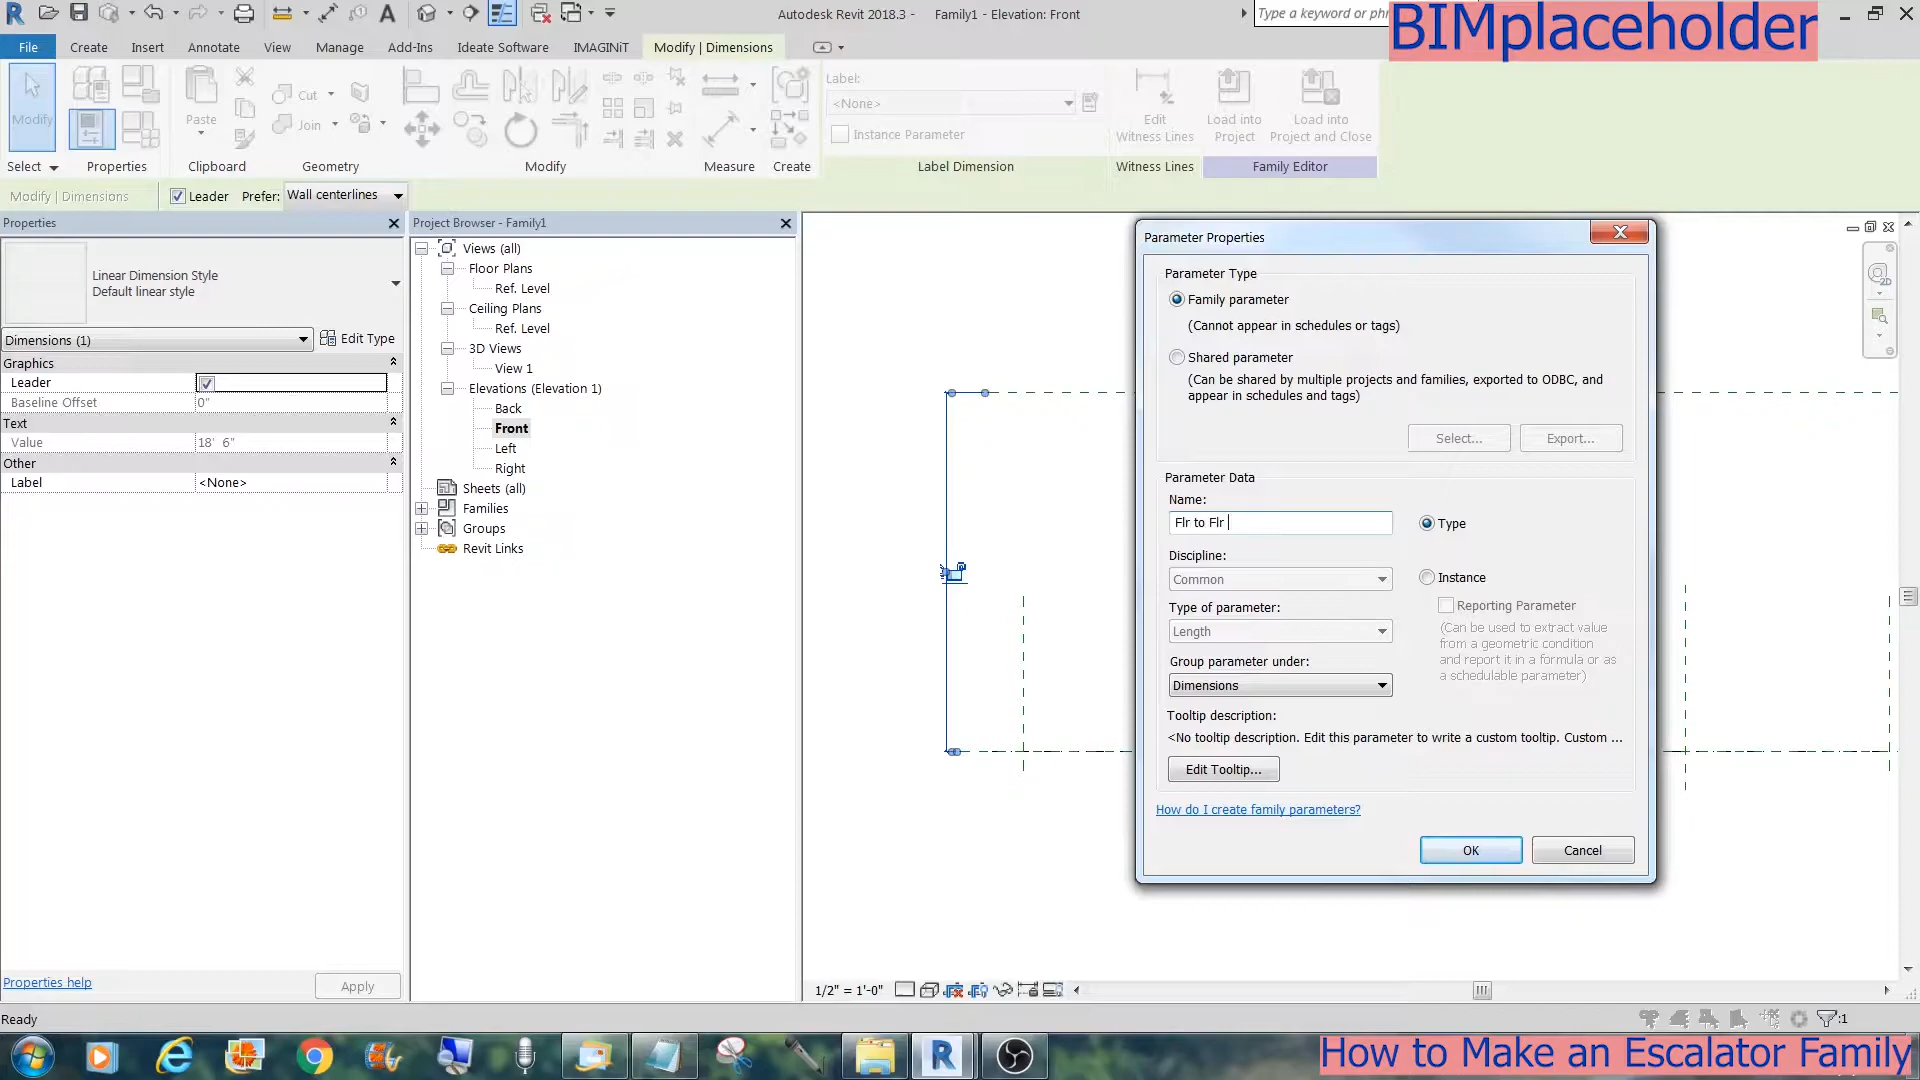 Autodesk Revit 2018.3 - Family1 - Elevation: Front
Type a keyword or phr
BIMplaceholder
File Create Insert Annotate View Manage Add-Ins Ideate Software IMAGINiT Modify | Dimensions
Modify
Paste
Cut
Join
Label:
<None>
Instance Parameter
Edit
Witness Lines
Load into
Project
Load into
Project and Close
Select Properties Clipboard Geometry Modify Measure Create Label Dimension Witness Lines Family Editor
Modify | Dimensions Leader Prefer: Wall centerlines
Properties
Linear Dimension Style
Default linear style
Dimensions (1) Edit Type
Graphics
Leader
Baseline Offset 0"
Text
Value 18' 6"
Other
Label <None>
Properties help Apply
Project Browser - Family1
Views (all)
Floor Plans
Ref. Level
Ceiling Plans
Ref. Level
3D Views
View 1
Elevations (Elevation 1)
Back
Front
Left
Right
Sheets (all)
Families
Groups
Revit Links
2D
Parameter Properties
Parameter Type
Family parameter
(Cannot appear in schedules or tags)
Shared parameter
(Can be shared by multiple projects and families, exported to ODBC, and
appear in schedules and tags)
Select... Export...
Parameter Data
Name:
Flr to Flr
Type
Discipline:
Common
Instance
Type of parameter:
Length
Reporting Parameter
(Can be used to extract value
from a geometric condition
and report it in a formula or as
a schedulable parameter)
Group parameter under:
Dimensions
Tooltip description:
<No tooltip description. Edit this parameter to write a custom tooltip. Custom ...
Edit Tooltip...
How do I create family parameters?
OK Cancel
1/2" = 1'-0"
Ready
:1
How to Make an Escalator Family